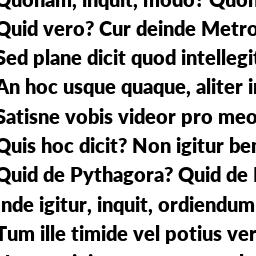 Quonam, inquit, modo? Quon
Quid vero? Cur deinde Metro
Sed plane dicit quod intellegit
An hoc usque quaque, aliter in
Satisne vobis videor pro meo
Quis hoc dicit? Non igitur ben
Quid de Pythagora? Quid de
Inde igitur, inquit, ordiendum
Tum ille timide vel potius ver